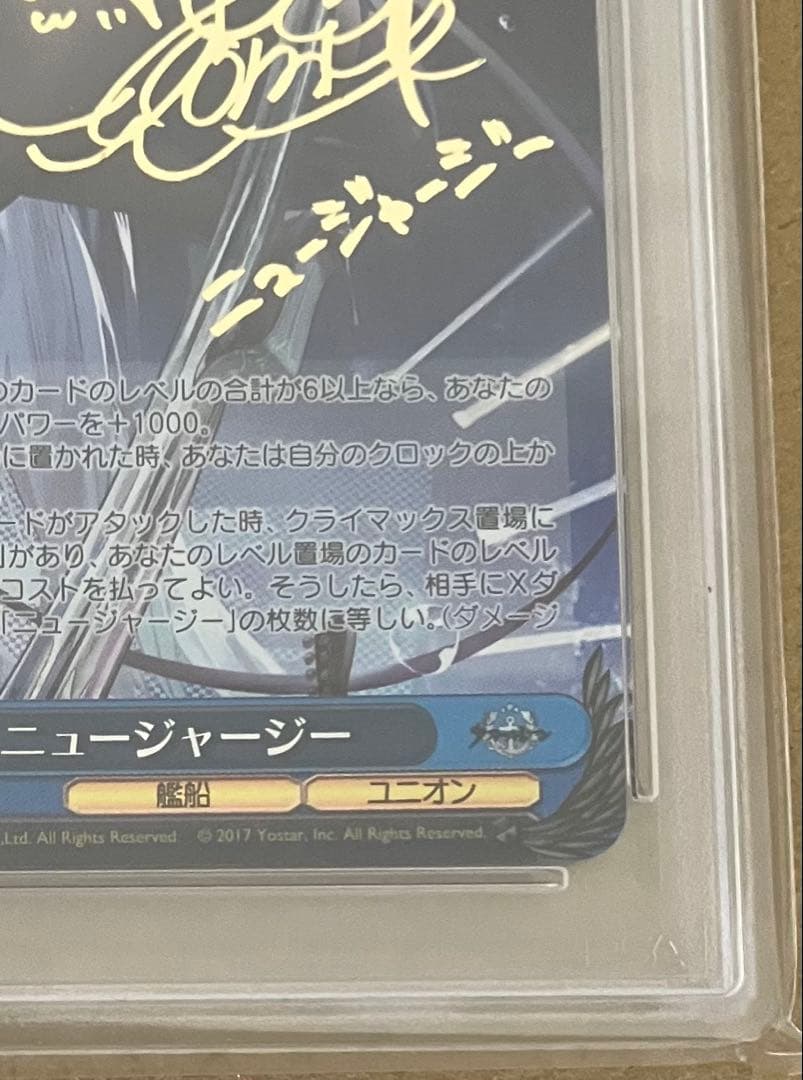 ニュージャージー
のカードのレベルの合計が6以上なら、あなたの
パワーを＋1000。
に置かれた時、あなたは自分のクロックの上か
ードがアタックした時、クライマックス置場に
があり、あなたのレベル置場のカードのレベル
コストを払ってよい。そうしたら、相手にXダ
「ニュージャージー」の枚数に等しい。（ダメージ
ニュージャージー
艦船 ユニオン
,Ltd. All Rights Reserved. © 2017 Yostar, Inc. All Rights Reserved.